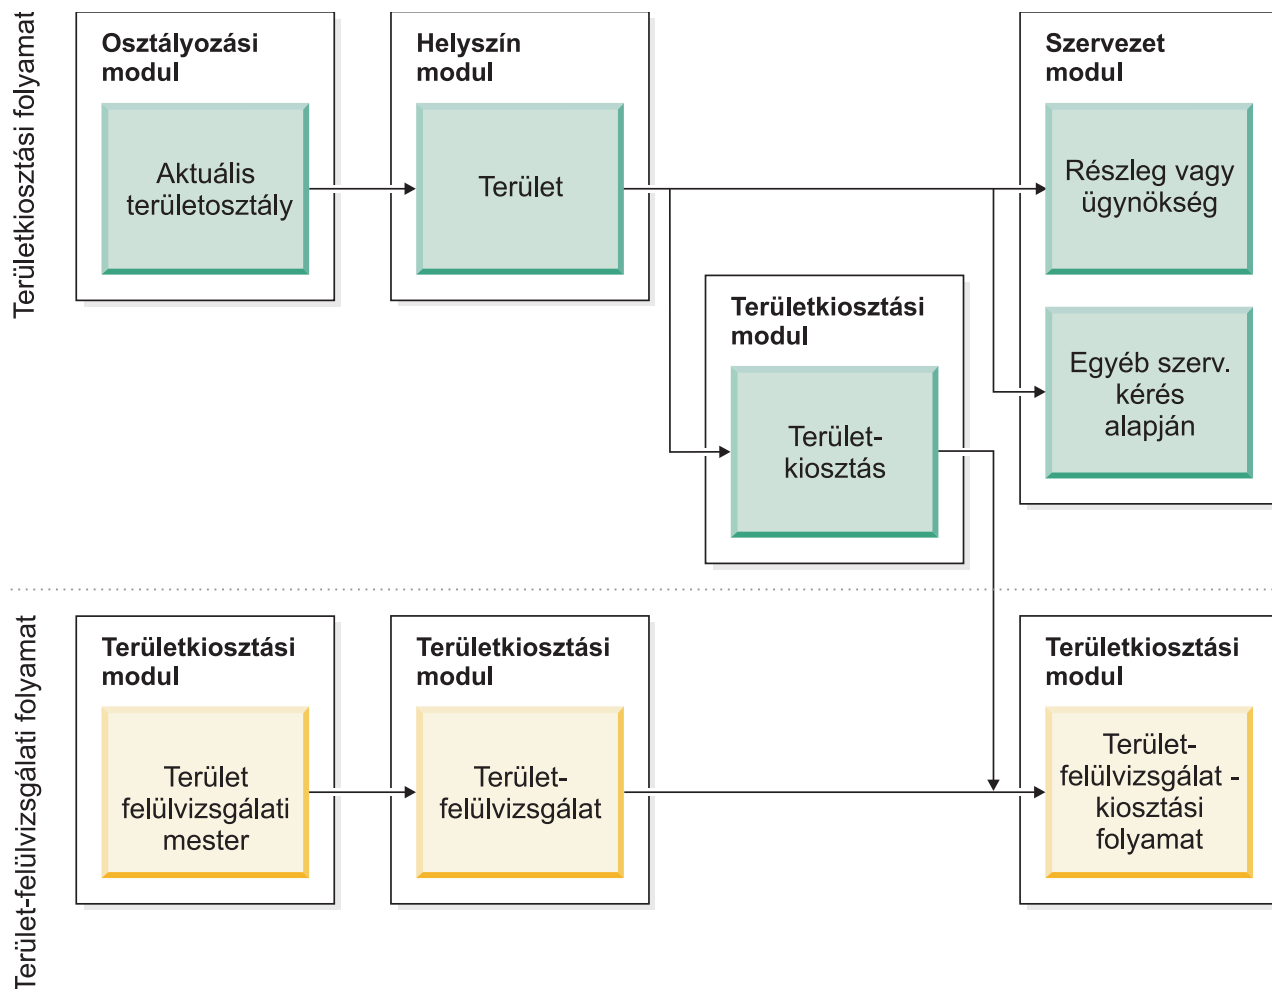 Területkiosztási folyamat
Osztályozási
modul
Aktuális
területosztály
Helyszín
modul
Terület
Szervezet
modul
Részleg vagy
ügynökség
Egyéb szerv.
kérés
alapján
Területkiosztási
modul
Terület-
kiosztás
Terület-felülvizsgálati folyamat
Területkiosztási
modul
Terület
felülvizsgálati
mester
Területkiosztási
modul
Terület-
felülvizsgálat
Területkiosztási
modul
Terület-
felülvizsgálat -
kiosztási
folyamat